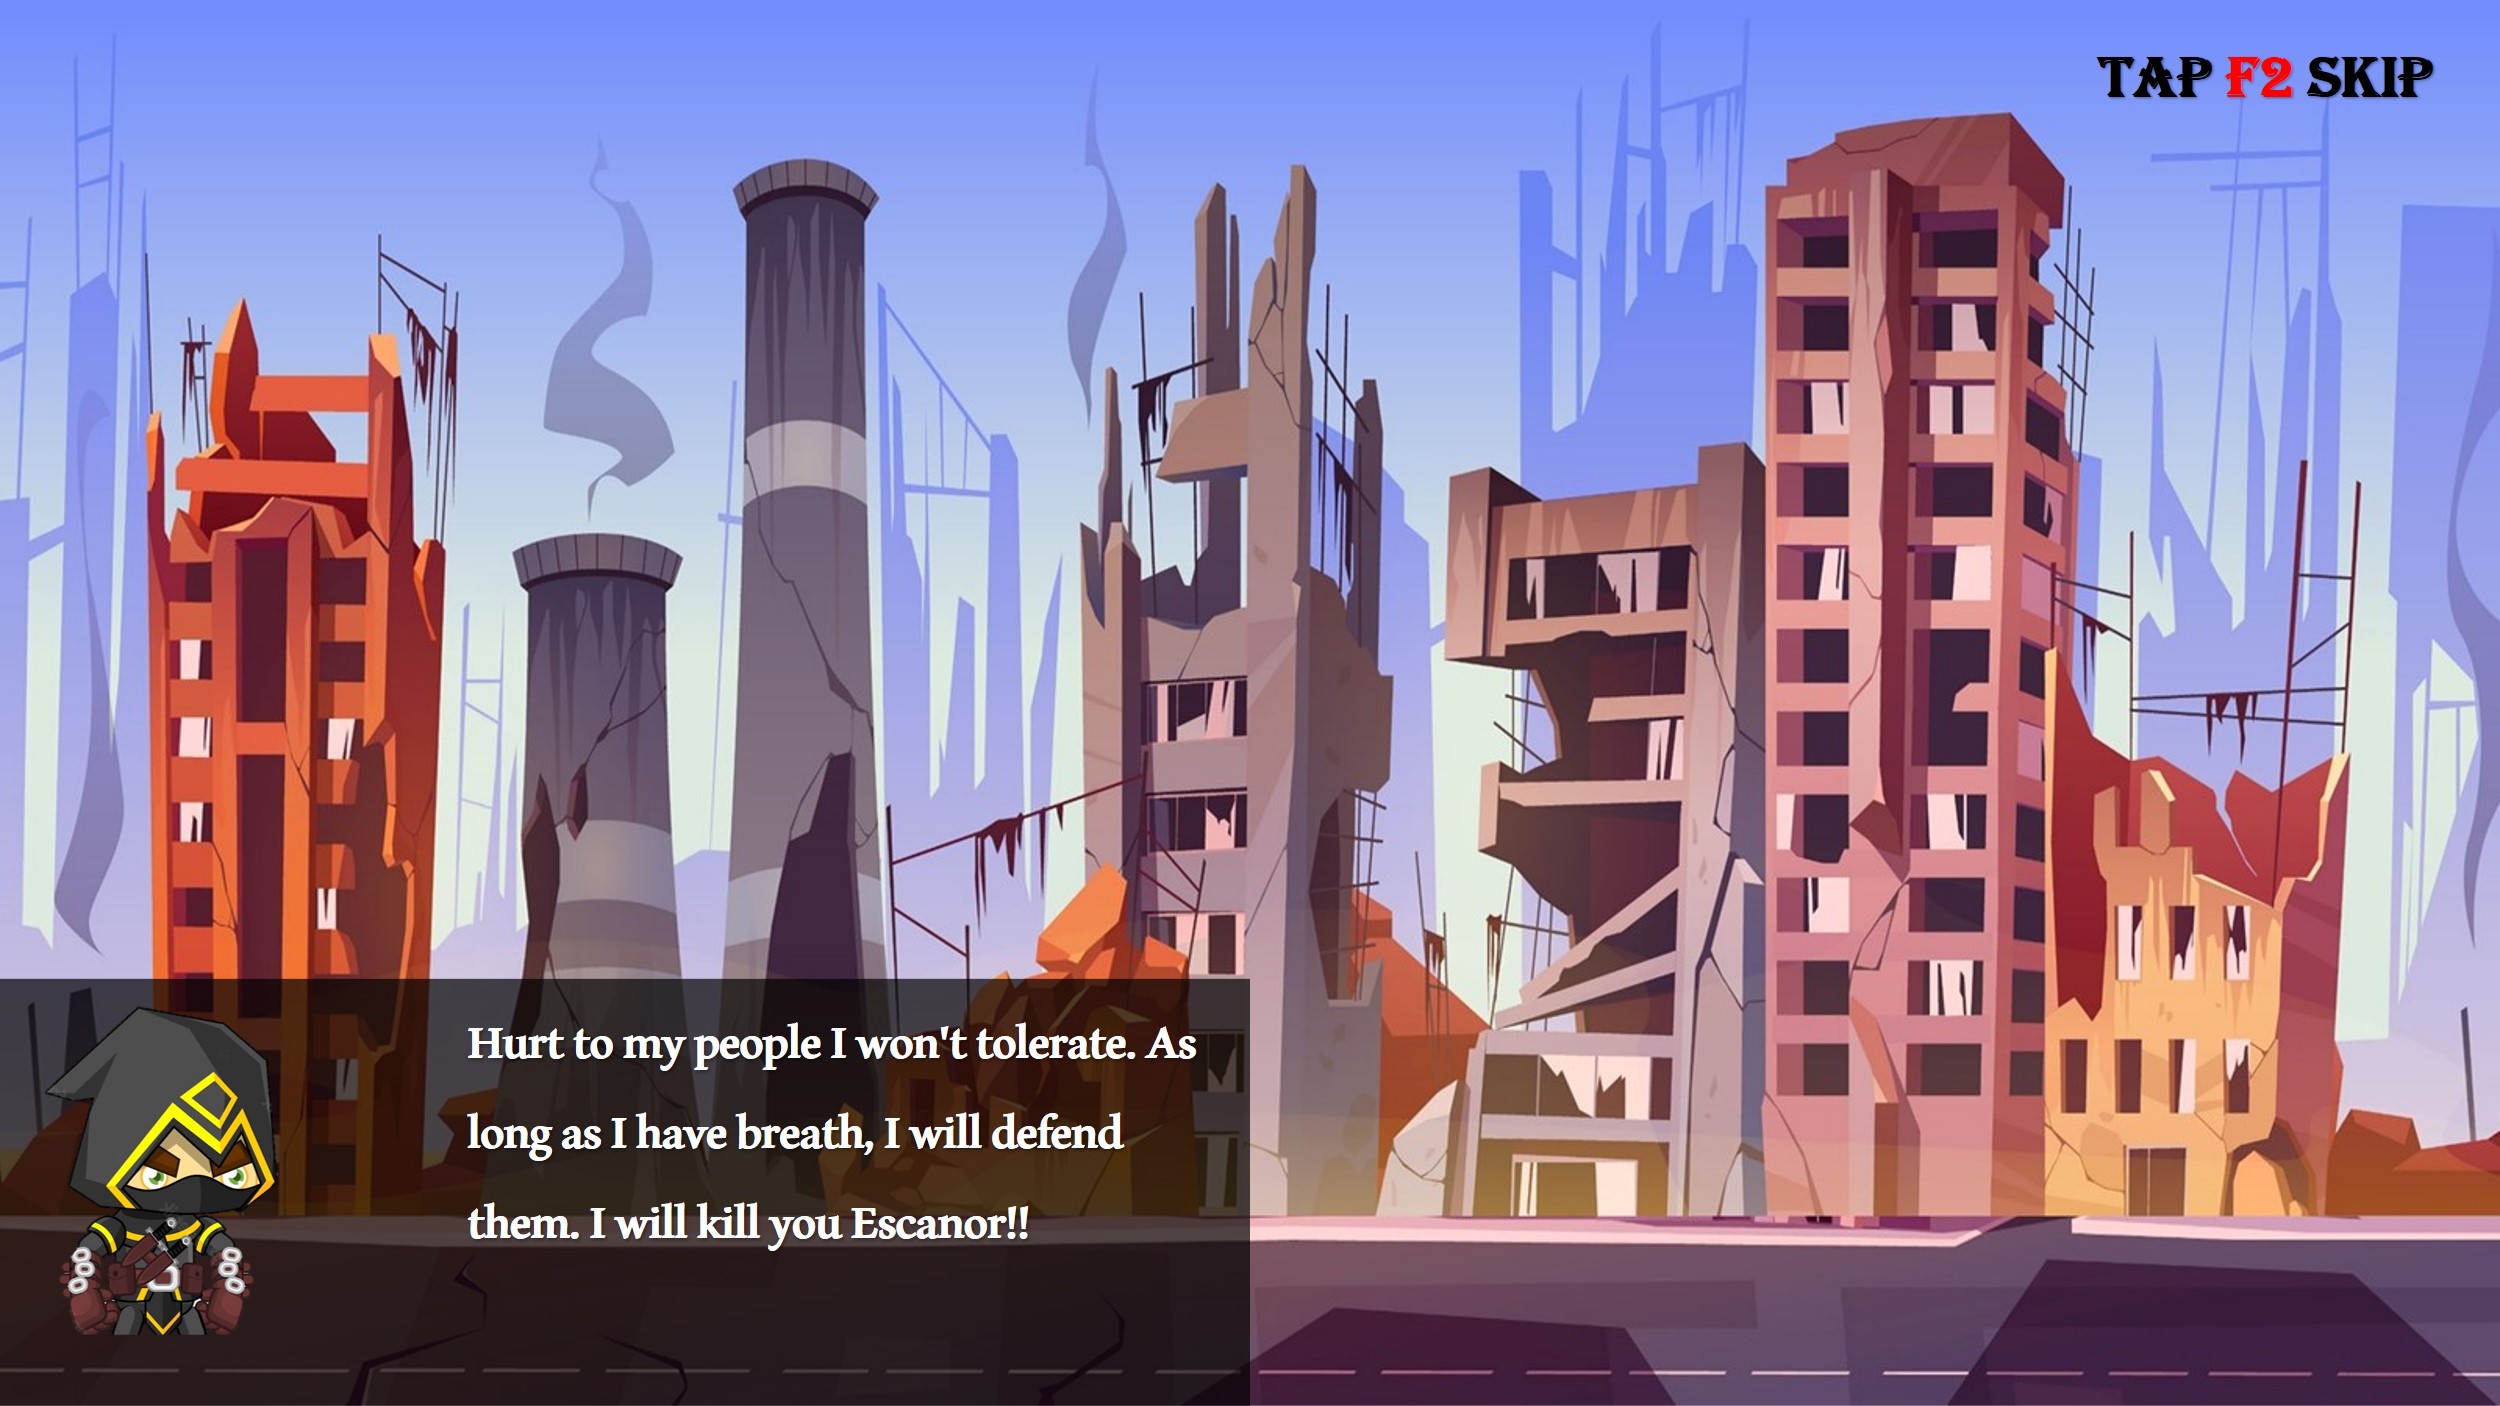 TAP F2 SKIP
Hurt to my people I won't tolerate. As
long as I have breath, I will defend
them. I will kill you Escanor!!